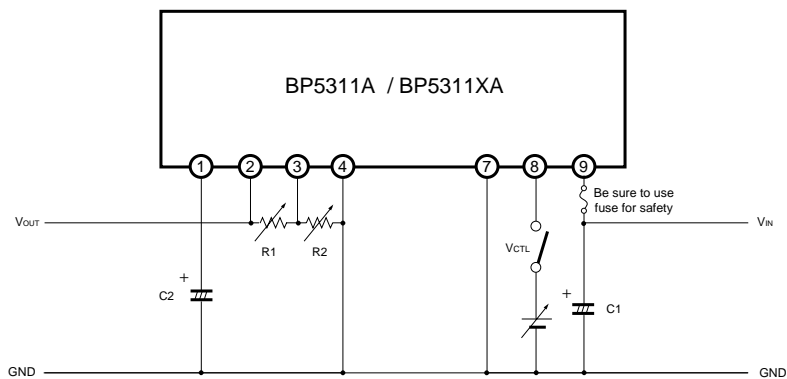 BP5311A / BP5311XA
1 2 3 4 7 8 9
Be sure to use
fuse for safety
VOUT
VIN
R1 R2
VCTL
+
C2
+
C1
GND
GND